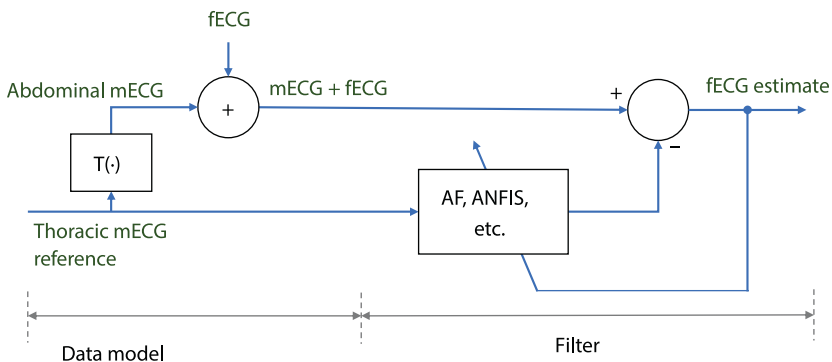 fECG
Abdominal mECG
+
mECG + fECG
+
fECG estimate
−
T(·)
AF, ANFIS,
etc.
Thoracic mECG
reference
Data model
Filter